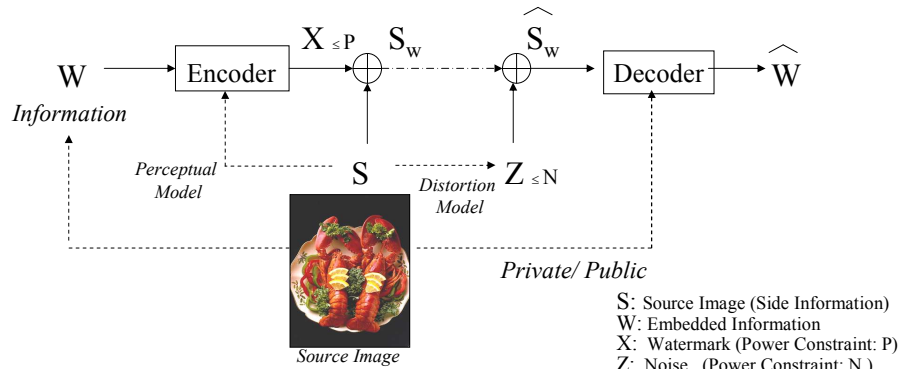 X ≤ P
S_w
Ŝ_w
W
Encoder
Decoder
Ŵ
Information
Perceptual
Model
S
Distortion
Model
Z ≤ N
Private/ Public
Source Image
S: Source Image (Side Information)
W: Embedded Information
X: Watermark (Power Constraint: P)
Z: Noise (Power Constraint: N )